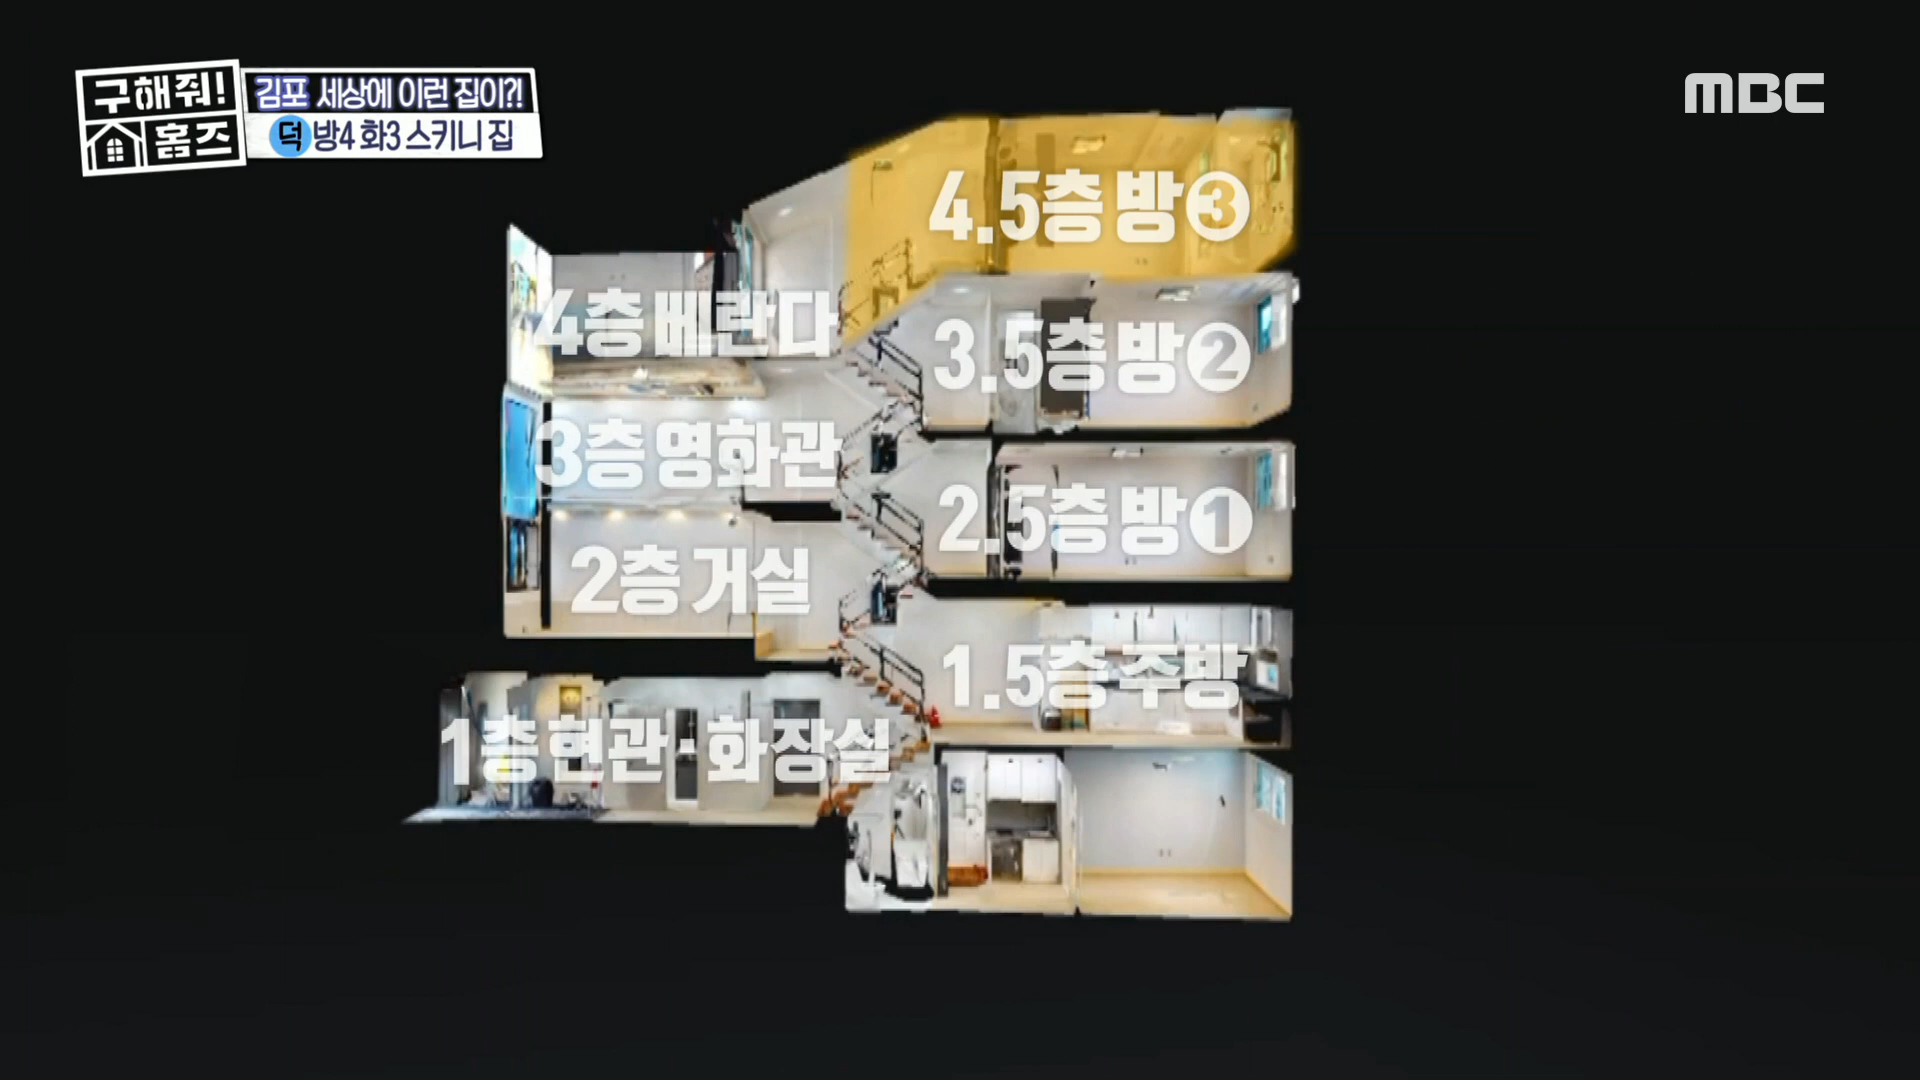 구해줘!
홈즈
김포 세상에 이런 집이?!
덕 방4 화3 스키니 집
MBC
4.5층 방③
4층 베란다
3.5층 방②
3층 영화관
2.5층 방①
2층 거실
1.5층 주방
1층 현관·화장실